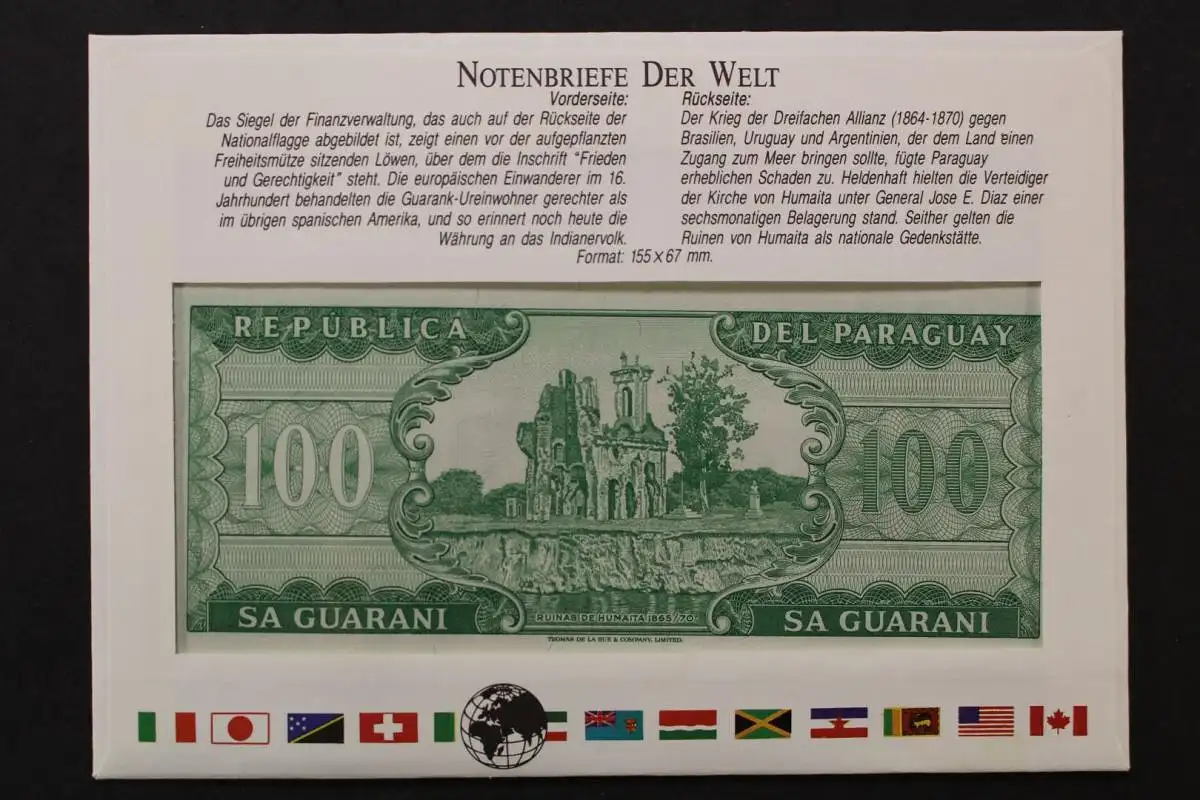 NOTENBRIEFE DER WELT
Vorderseite:
Das Siegel der Finanzverwaltung, das auch auf der Rückseite der
Nationalflagge abgebildet ist, zeigt einen vor der aufgepflanzten
Freiheitsmütze sitzenden Löwen, über dem die Inschrift "Frieden
und Gerechtigkeit" steht. Die europäischen Einwanderer im 16.
Jahrhundert behandelten die Guarank-Ureinwohner gerechter als
im übrigen spanischen Amerika, und so erinnert noch heute die
Währung an das Indianervolk.
Rückseite:
Der Krieg der Dreifachen Allianz (1864-1870) gegen
Brasilien, Uruguay und Argentinien, der dem Land einen
Zugang zum Meer bringen sollte, fügte Paraguay
erheblichen Schaden zu. Heldenhaft hielten die Verteidiger
der Kirche von Humaita unter General Jose E. Diaz einer
sechsmonatigen Belagerung stand. Seither gelten die
Ruinen von Humaita als nationale Gedenkstätte.
Format: 155 x 67 mm.
REPÚBLICA DEL PARAGUAY
100 100
SA GUARANI RUINAS DE HUMAITA 1865/70 SA GUARANI
THOMAS DE LA RUE & COMPANY, LIMITED.